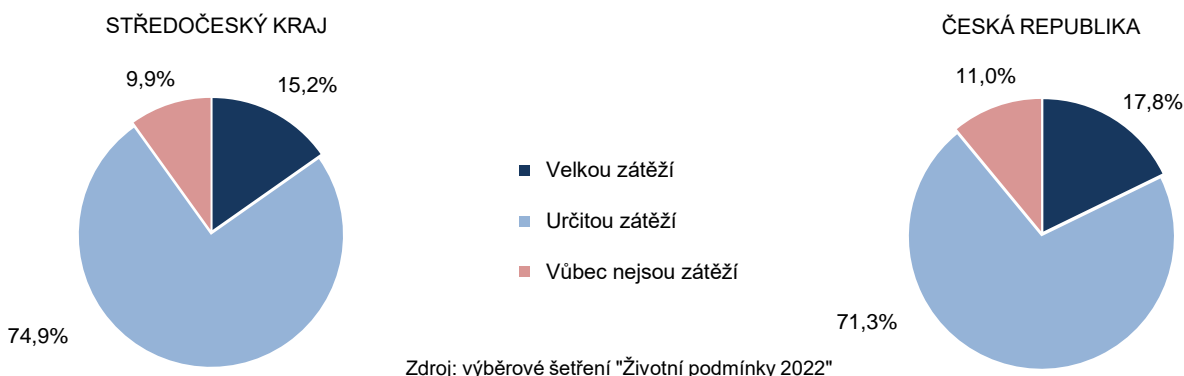 STŘEDOČESKÝ KRAJ
9,9%
15,2%
74,9%
Velkou zátěží
Určitou zátěží
Vůbec nejsou zátěží
ČESKÁ REPUBLIKA
11,0%
17,8%
71,3%
Zdroj: výběrové šetření "Životní podmínky 2022"